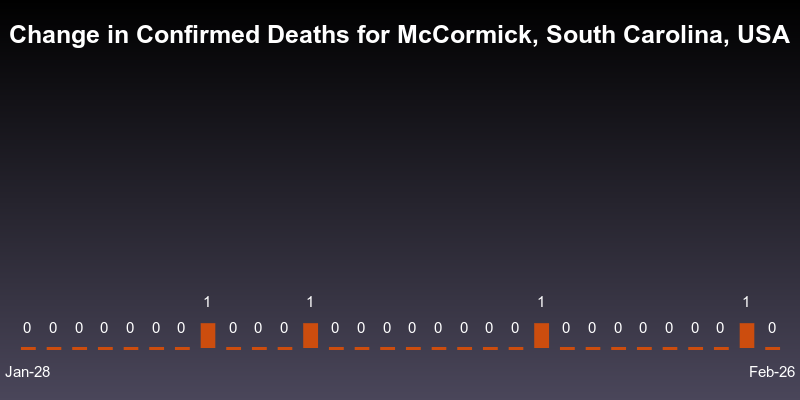 Change in Confirmed Deaths for McCormick, South Carolina, USA
1 1 1 1
0 0 0 0 0 0 0 0 0 0 0 0 0 0 0 0 0 0 0 0 0 0 0 0 0 0
Jan-28 Feb-26